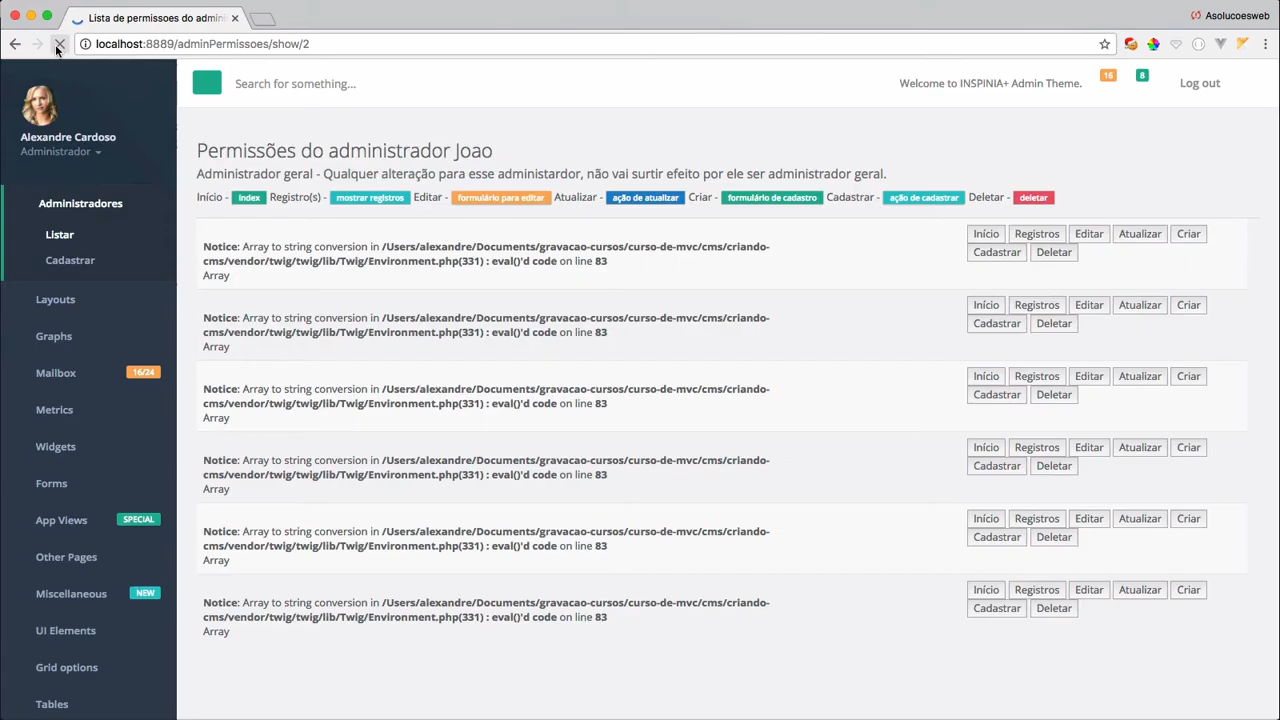 Lista de permissoes do admini
Asolucoesweb
localhost:8889/adminPermissoes/show/2
Alexandre Cardoso
Administrador
Administradores
Listar
Cadastrar
Layouts
Graphs
Mailbox 16/24
Metrics
Widgets
Forms
App Views SPECIAL
Other Pages
Miscellaneous NEW
UI Elements
Grid options
Tables
Search for something...
Welcome to INSPINIA+ Admin Theme. 16 8 Log out
Permissões do administrador Joao
Administrador geral - Qualquer alteração para esse administardor, não vai surtir efeito por ele ser administrador geral.
Início - index Registro(s) - mostrar registros Editar - formulário para editar Atualizar - ação de atualizar Criar - formulário de cadastro Cadastrar - ação de cadastrar Deletar - deletar
Notice: Array to string conversion in /Users/alexandre/Documents/gravacao-cursos/curso-de-mvc/cms/criando-
cms/vendor/twig/twig/lib/Twig/Environment.php(331) : eval()'d code on line 83
Array
Início Registros Editar Atualizar Criar
Cadastrar Deletar
Notice: Array to string conversion in /Users/alexandre/Documents/gravacao-cursos/curso-de-mvc/cms/criando-
cms/vendor/twig/twig/lib/Twig/Environment.php(331) : eval()'d code on line 83
Array
Início Registros Editar Atualizar Criar
Cadastrar Deletar
Notice: Array to string conversion in /Users/alexandre/Documents/gravacao-cursos/curso-de-mvc/cms/criando-
cms/vendor/twig/twig/lib/Twig/Environment.php(331) : eval()'d code on line 83
Array
Início Registros Editar Atualizar Criar
Cadastrar Deletar
Notice: Array to string conversion in /Users/alexandre/Documents/gravacao-cursos/curso-de-mvc/cms/criando-
cms/vendor/twig/twig/lib/Twig/Environment.php(331) : eval()'d code on line 83
Array
Início Registros Editar Atualizar Criar
Cadastrar Deletar
Notice: Array to string conversion in /Users/alexandre/Documents/gravacao-cursos/curso-de-mvc/cms/criando-
cms/vendor/twig/twig/lib/Twig/Environment.php(331) : eval()'d code on line 83
Array
Início Registros Editar Atualizar Criar
Cadastrar Deletar
Notice: Array to string conversion in /Users/alexandre/Documents/gravacao-cursos/curso-de-mvc/cms/criando-
cms/vendor/twig/twig/lib/Twig/Environment.php(331) : eval()'d code on line 83
Array
Início Registros Editar Atualizar Criar
Cadastrar Deletar